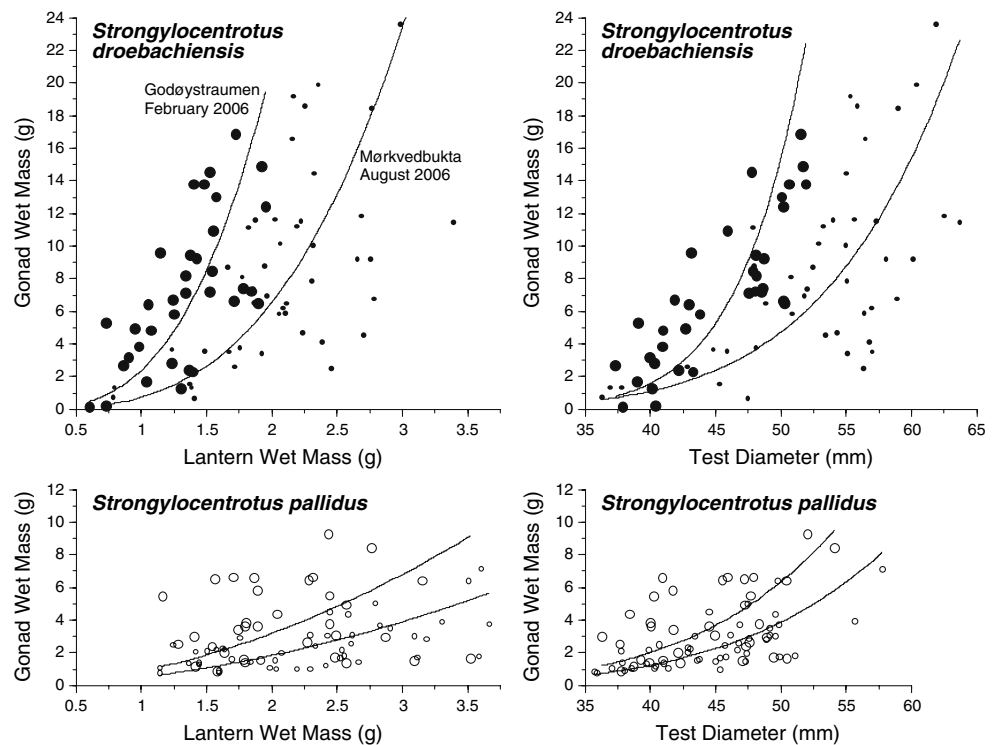 Strongylocentrotus
droebachiensis
Godøystraumen
February 2006
Mørkvedbukta
August 2006
Gonad Wet Mass (g)
24
22
20
18
16
14
12
10
8
6
4
2
0
0.5 1 1.5 2 2.5 3 3.5
Lantern Wet Mass (g)
Strongylocentrotus
droebachiensis
Gonad Wet Mass (g)
24
22
20
18
16
14
12
10
8
6
4
2
0
35 40 45 50 55 60 65
Test Diameter (mm)
Strongylocentrotus pallidus
Gonad Wet Mass (g)
12
10
8
6
4
2
0
0.5 1 1.5 2 2.5 3 3.5
Lantern Wet Mass (g)
Strongylocentrotus pallidus
Gonad Wet Mass (g)
12
10
8
6
4
2
0
35 40 45 50 55 60
Test Diameter (mm)